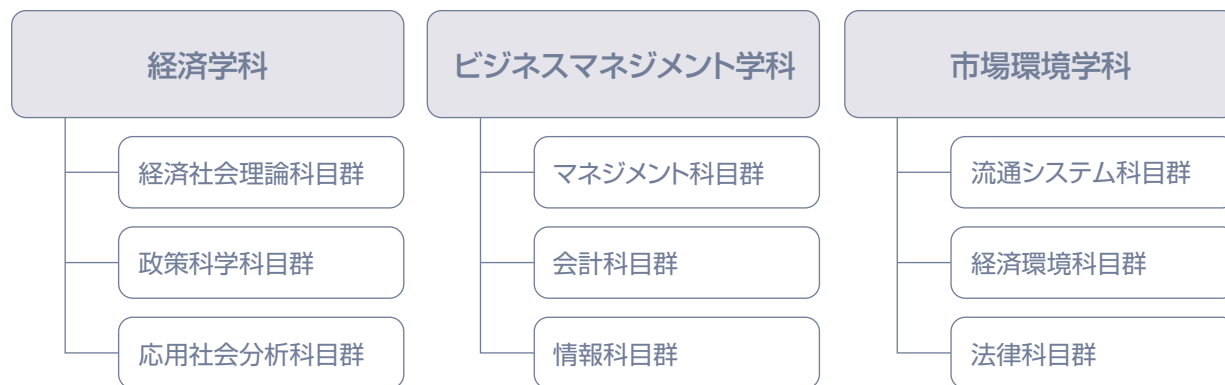 経済学科
経済社会理論科目群
政策科学科目群
応用社会分析科目群
ビジネスマネジメント学科
マネジメント科目群
会計科目群
情報科目群
市場環境学科
流通システム科目群
経済環境科目群
法律科目群